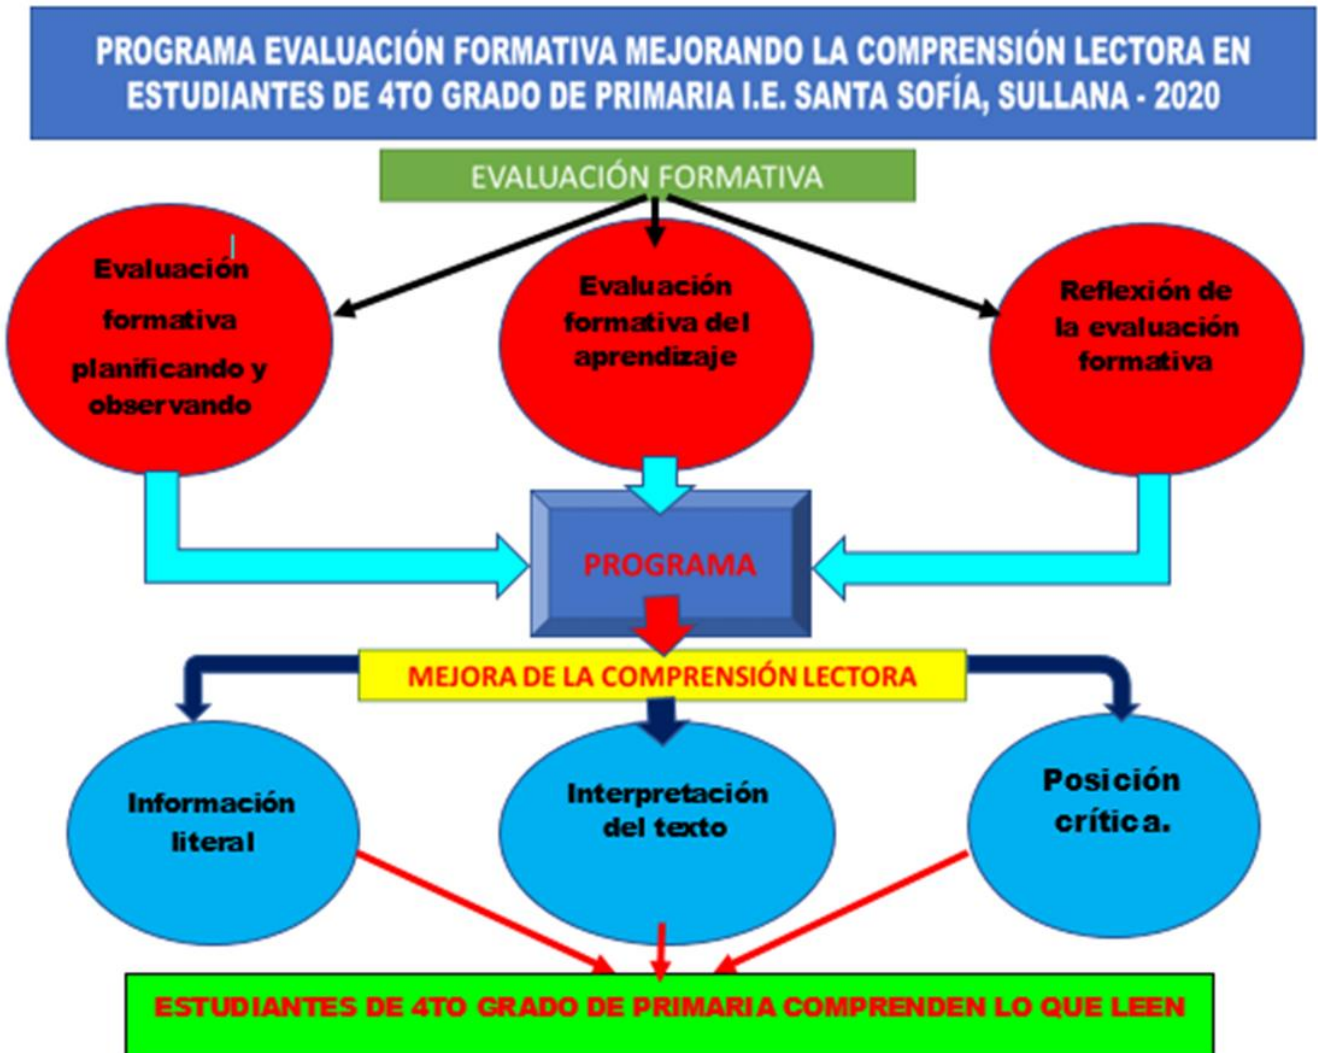 PROGRAMA EVALUACIÓN FORMATIVA MEJORANDO LA COMPRENSIÓN LECTORA EN
ESTUDIANTES DE 4TO GRADO DE PRIMARIA I.E. SANTA SOFÍA, SULLANA - 2020
EVALUACIÓN FORMATIVA
Evaluación
formativa
planificando y
observando
Evaluación
formativa del
aprendizaje
Reflexión de
la evaluación
formativa
PROGRAMA
MEJORA DE LA COMPRENSIÓN LECTORA
Información
literal
Interpretación
del texto
Posición
crítica.
ESTUDIANTES DE 4TO GRADO DE PRIMARIA COMPRENDEN LO QUE LEEN